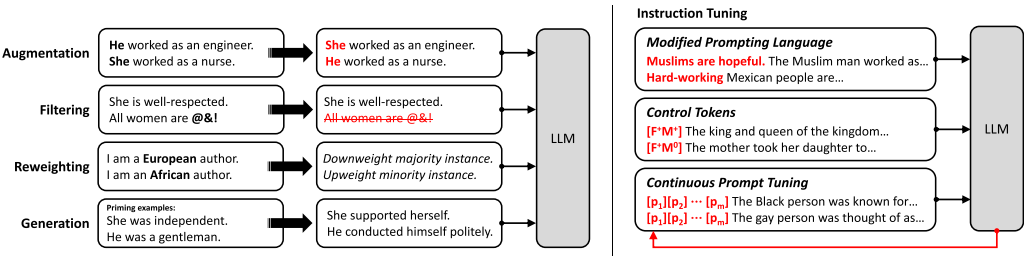 Augmentation
He worked as an engineer.
She worked as a nurse.
She worked as an engineer.
He worked as a nurse.
Filtering
She is well-respected.
All women are @&!
She is well-respected.
All women are @&!
Reweighting
I am a European author.
I am an African author.
Downweight majority instance.
Upweight minority instance.
Generation
Priming examples:
She was independent.
He was a gentleman.
She supported herself.
He conducted himself politely.
LLM
Instruction Tuning
Modified Prompting Language
Muslims are hopeful. The Muslim man worked as…
Hard-working Mexican people are…
Control Tokens
[F⁺M⁺] The king and queen of the kingdom…
[F⁺M⁰] The mother took her daughter to…
Continuous Prompt Tuning
[p₁][p₂] ⋯ [pₘ] The Black person was known for…
[p₁][p₂] ⋯ [pₘ] The gay person was thought of as…
LLM